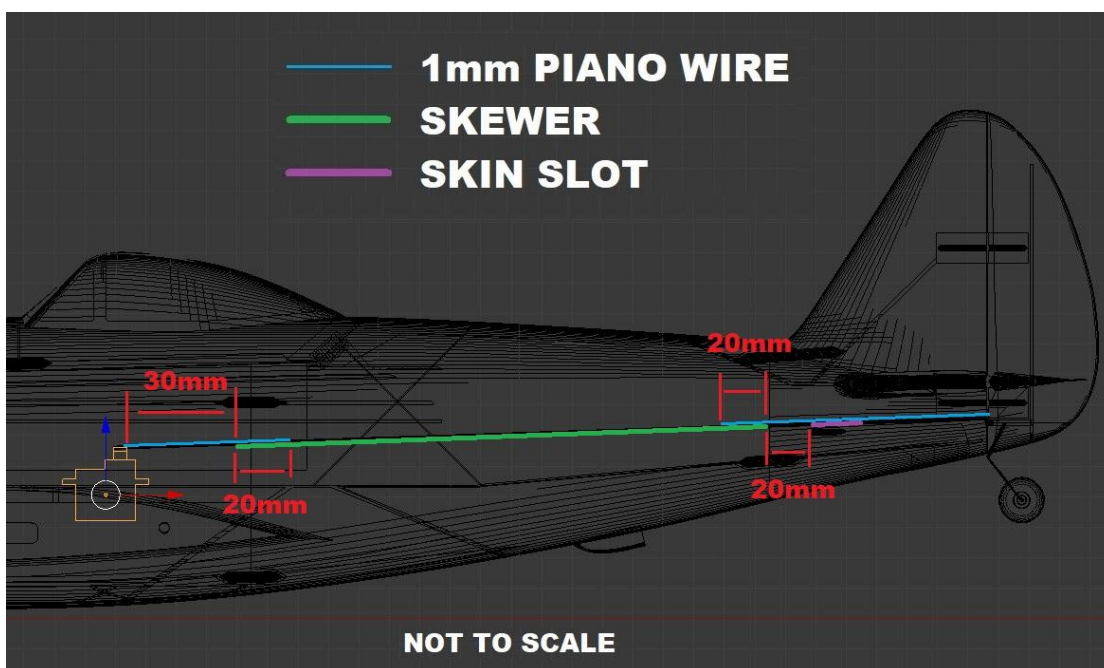 1mm PIANO WIRE
SKEWER
SKIN SLOT
20mm
30mm
20mm
20mm
NOT TO SCALE